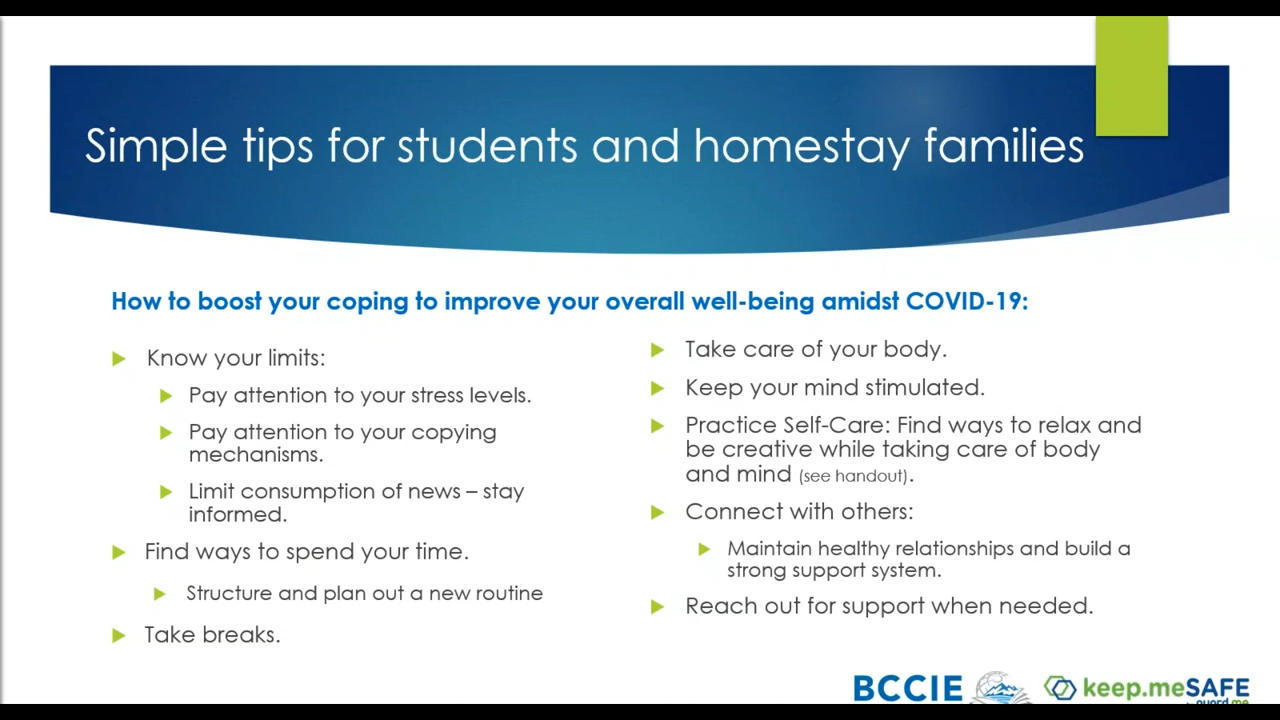 Simple tips for students and homestay families
How to boost your coping to improve your overall well-being amidst COVID-19:
Know your limits:
Pay attention to your stress levels.
Pay attention to your copying
mechanisms.
Limit consumption of news – stay
informed.
Find ways to spend your time.
Structure and plan out a new routine
Take breaks.
Take care of your body.
Keep your mind stimulated.
Practice Self-Care: Find ways to relax and
be creative while taking care of body
and mind (see handout).
Connect with others:
Maintain healthy relationships and build a
strong support system.
Reach out for support when needed.
BCCIE
keep.meSAFE
guard.me